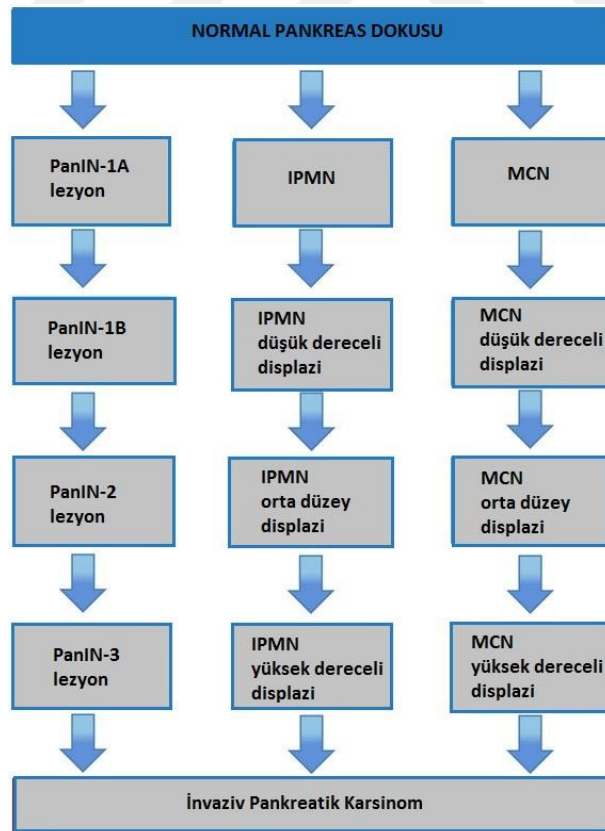 NORMAL PANKREAS DOKUSU
PanIN-1A
lezyon
IPMN
MCN
PanIN-1B
lezyon
IPMN
düşük dereceli
displazi
MCN
düşük dereceli
displazi
PanIN-2
lezyon
IPMN
orta düzey
displazi
MCN
orta düzey
displazi
PanIN-3
lezyon
IPMN
yüksek dereceli
displazi
MCN
yüksek dereceli
displazi
İnvaziv Pankreatik Karsinom